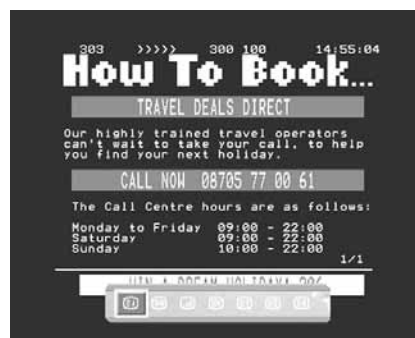 303 >>>>> 300 100 14:55:04
How To Book...
TRAVEL DEALS DIRECT
Our highly trained travel operators
can't wait to take your call, to help
you find your next holiday.
CALL NOW 08705 77 00 61
The Call Centre hours are as follows:
Monday to Friday 09:00 - 22:00
Saturday 09:00 - 22:00
Sunday 10:00 - 22:00
1/1
WIN A DREAM HOLIDAY